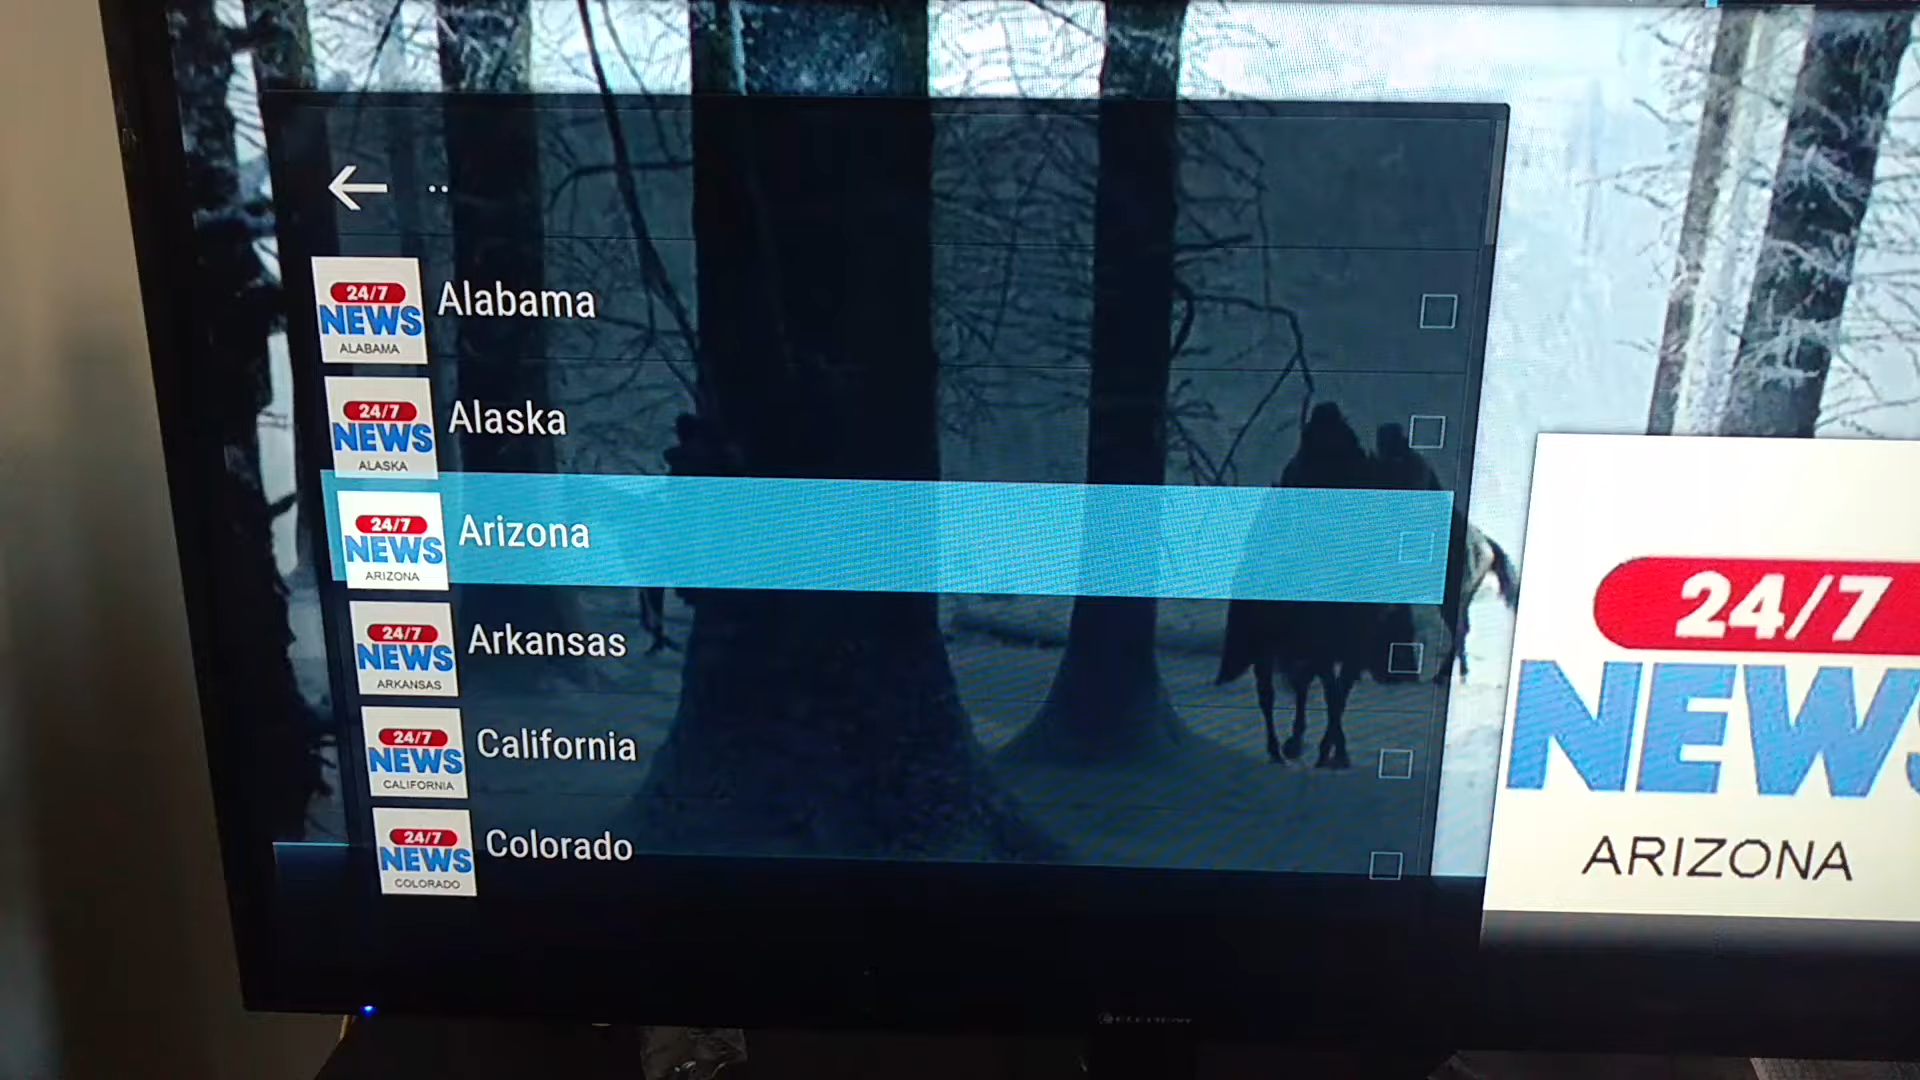 ..
24/7
NEWS
ALABAMA
Alabama
24/7
NEWS
ALASKA
Alaska
24/7
NEWS
ARIZONA
Arizona
24/7
NEWS
ARKANSAS
Arkansas
24/7
NEWS
CALIFORNIA
California
24/7
NEWS
COLORADO
Colorado
24/7
NEWS
ARIZONA
ELEMENT